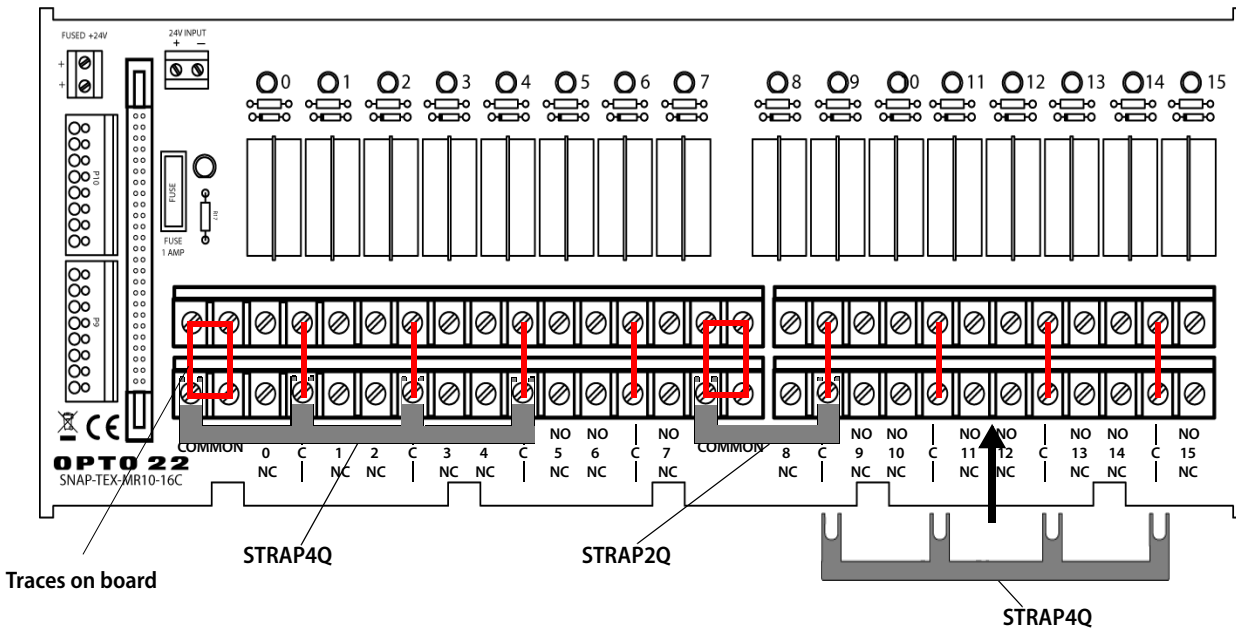 FUSED +24V
24V INPUT
+ −
+
+
0 1 2 3 4 5 6 7 8 9 0 11 12 13 14 15
P10
FUSE
R17
FUSE
1 AMP
P9
CE
OPTO 22
SNAP-TEX-MR10-16C
NO NO NO NO NO NO NO NO NO NO
COMMON 0 C 1 2 C 3 4 C 5 6 C 7 COMMON 8 C 9 10 C 11 12 C 13 14 C 15
NC NC NC NC NC NC NC NC NC NC NC NC NC NC NC NC
STRAP4Q
STRAP2Q
Traces on board
STRAP4Q